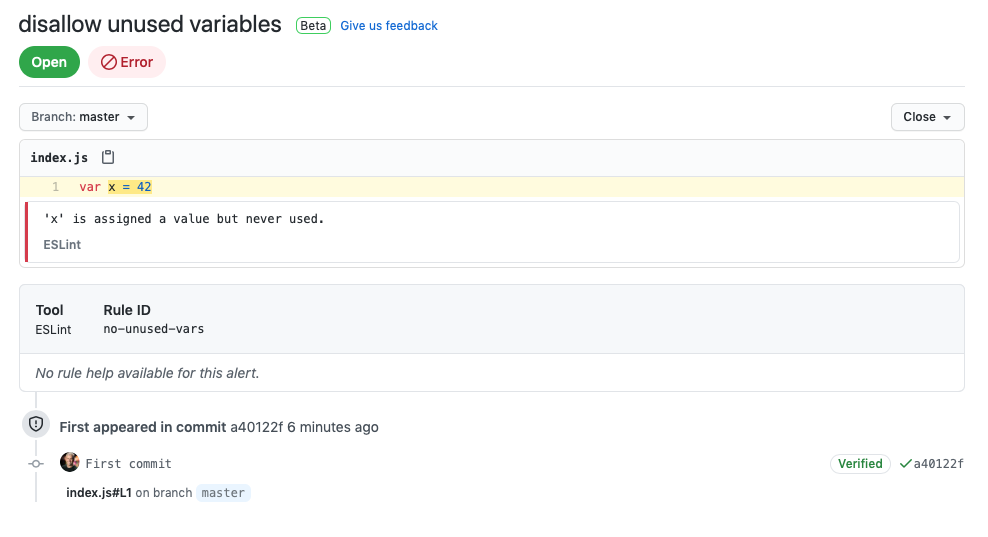 disallow unused variables Beta Give us feedback
Open Error
Branch: master Close
index.js
1 var x = 42
'x' is assigned a value but never used.
ESLint
Tool Rule ID
ESLint no-unused-vars
No rule help available for this alert.
First appeared in commit a40122f 6 minutes ago
First commit Verified a40122f
index.js#L1 on branch master